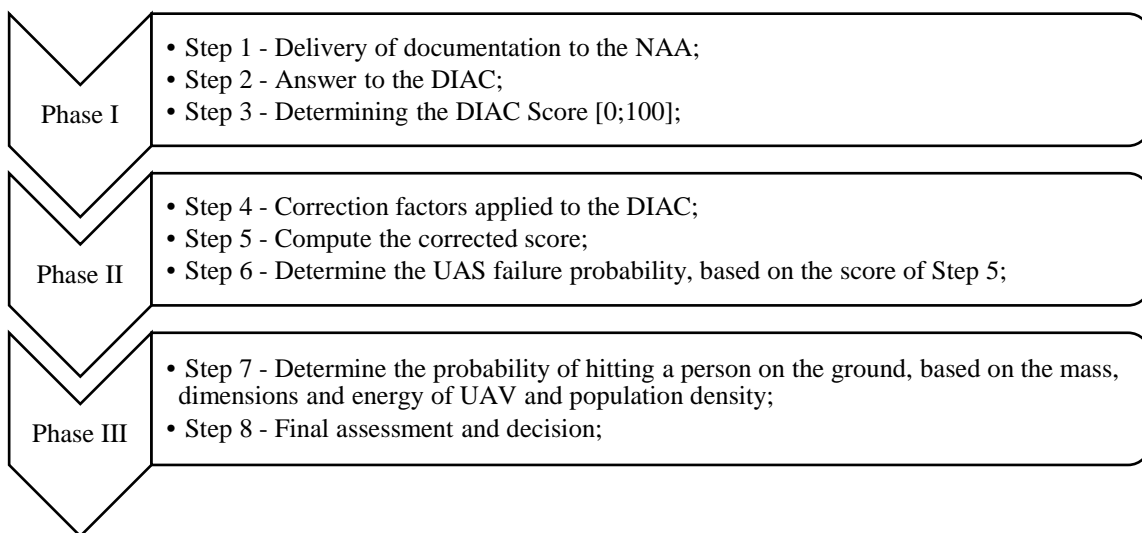 Phase I
• Step 1 - Delivery of documentation to the NAA;
• Step 2 - Answer to the DIAC;
• Step 3 - Determining the DIAC Score [0;100];
Phase II
• Step 4 - Correction factors applied to the DIAC;
• Step 5 - Compute the corrected score;
• Step 6 - Determine the UAS failure probability, based on the score of Step 5;
Phase III
• Step 7 - Determine the probability of hitting a person on the ground, based on the mass,
dimensions and energy of UAV and population density;
• Step 8 - Final assessment and decision;